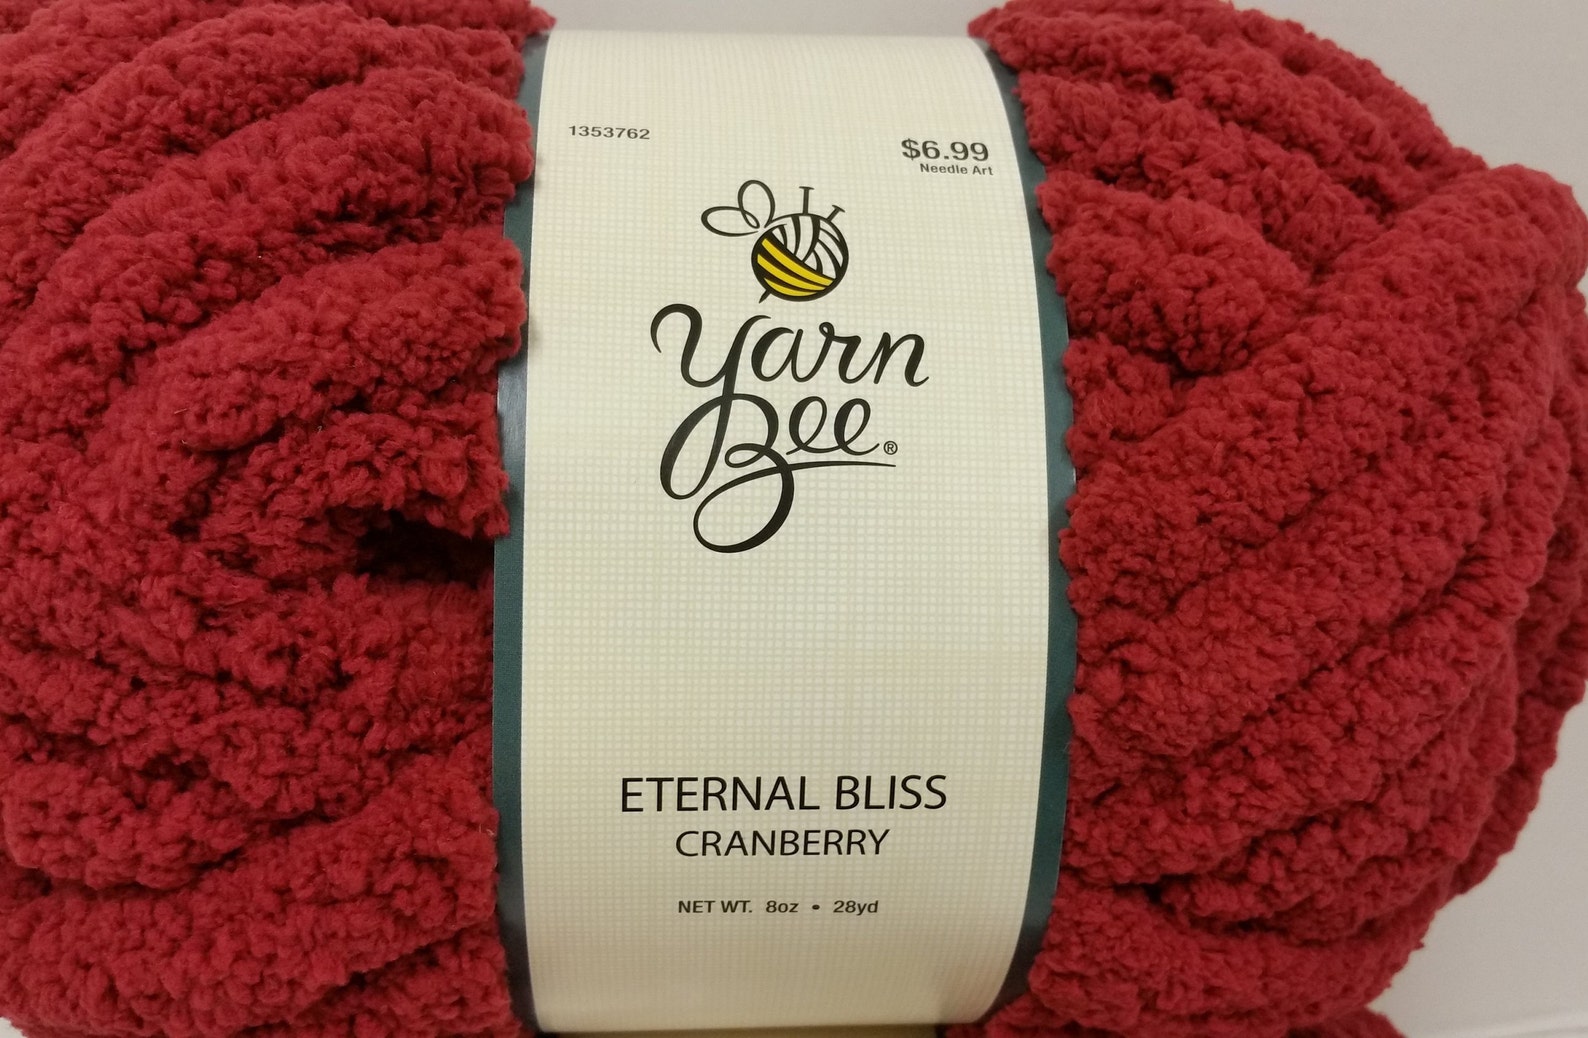 1353762
$6.99
Needle Art
Yarn
Bee®
ETERNAL BLISS
CRANBERRY
NET WT. 8oz • 28yd